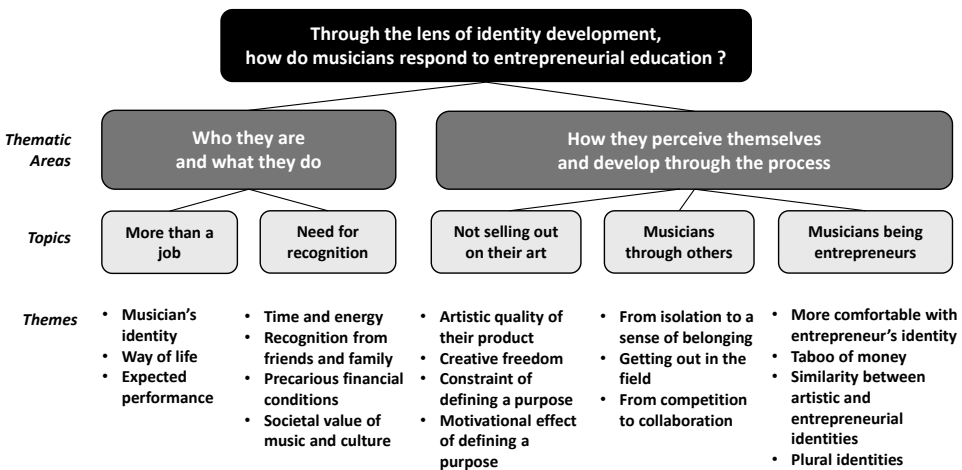 Through the lens of identity development,
how do musicians respond to entrepreneurial education ?
Thematic
Areas
Who they are
and what they do
How they perceive themselves
and develop through the process
Topics
More than a
job
Need for
recognition
Not selling out
on their art
Musicians
through others
Musicians being
entrepreneurs
Themes
• Musician's
identity
• Way of life
• Expected
performance
• Time and energy
• Recognition from
friends and family
• Precarious financial
conditions
• Societal value of
music and culture
• Artistic quality of
their product
• Creative freedom
• Constraint of
defining a purpose
• Motivational effect
of defining a
purpose
• From isolation to a
sense of belonging
• Getting out in the
field
• From competition
to collaboration
• More comfortable with
entrepreneur's identity
• Taboo of money
• Similarity between
artistic and
entrepreneurial
identities
• Plural identities